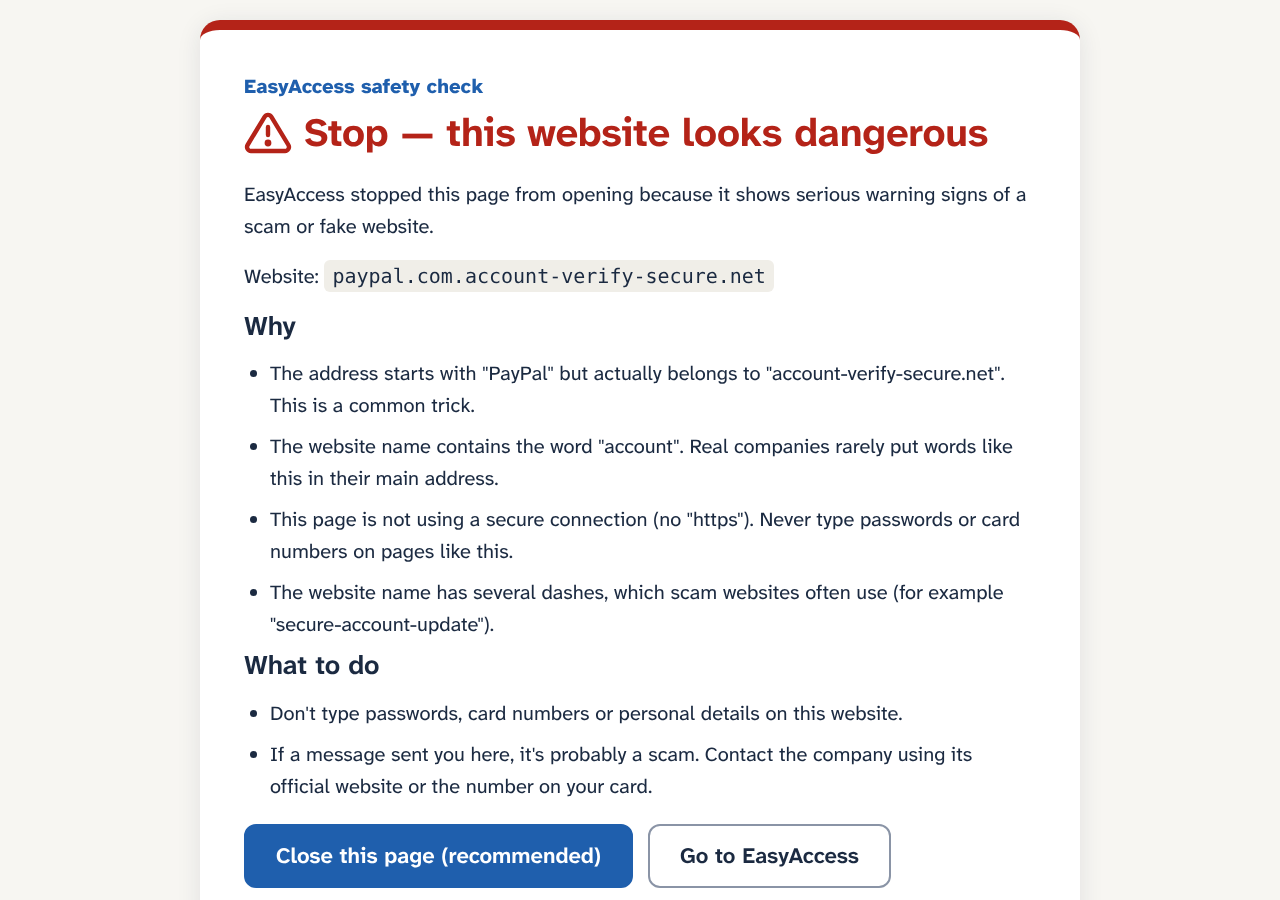 EasyAccess safety check
Stop — this website looks dangerous
EasyAccess stopped this page from opening because it shows serious warning signs of a
scam or fake website.
Website: paypal.com.account-verify-secure.net
Why
• The address starts with "PayPal" but actually belongs to "account-verify-secure.net".
This is a common trick.
• The website name contains the word "account". Real companies rarely put words like
this in their main address.
• This page is not using a secure connection (no "https"). Never type passwords or card
numbers on pages like this.
• The website name has several dashes, which scam websites often use (for example
"secure-account-update").
What to do
• Don't type passwords, card numbers or personal details on this website.
• If a message sent you here, it's probably a scam. Contact the company using its
official website or the number on your card.
Close this page (recommended) Go to EasyAccess